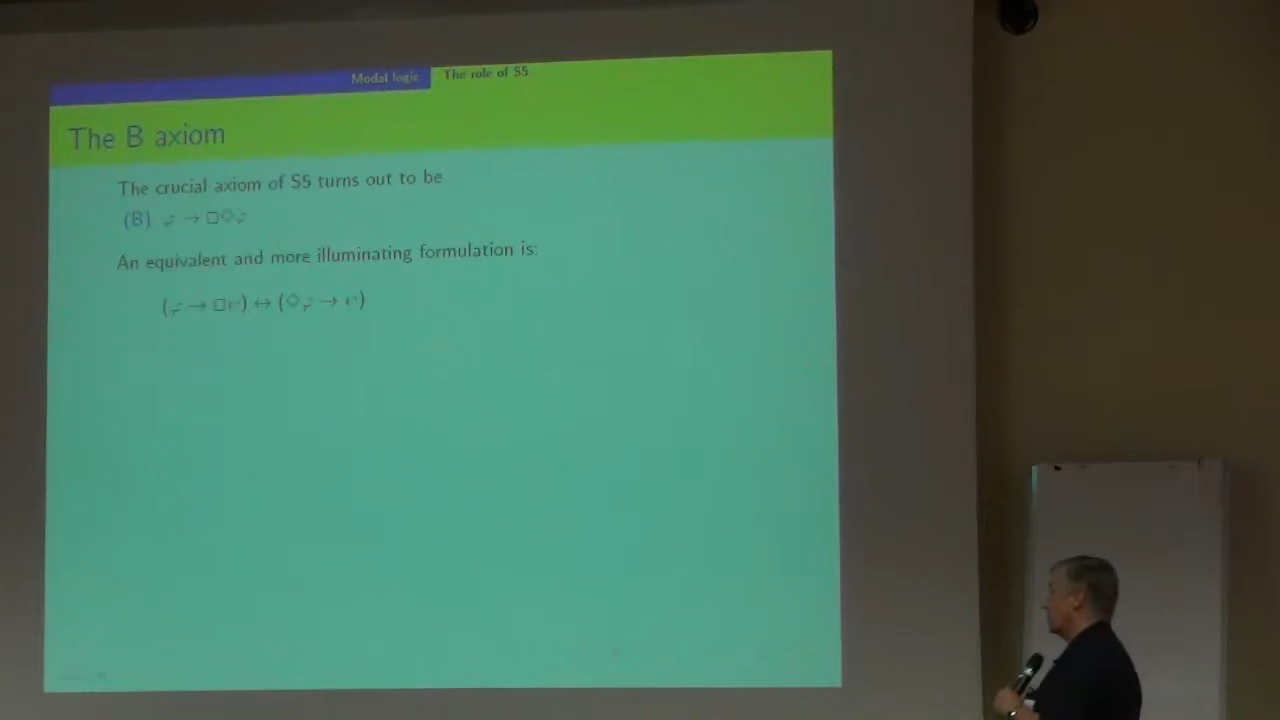 Modal logic
The role of S5
The B axiom
The crucial axiom of S5 turns out to be
(B) φ → □◇φ
An equivalent and more illuminating formulation is:
(φ → □ψ) ↔ (◇φ → ψ)